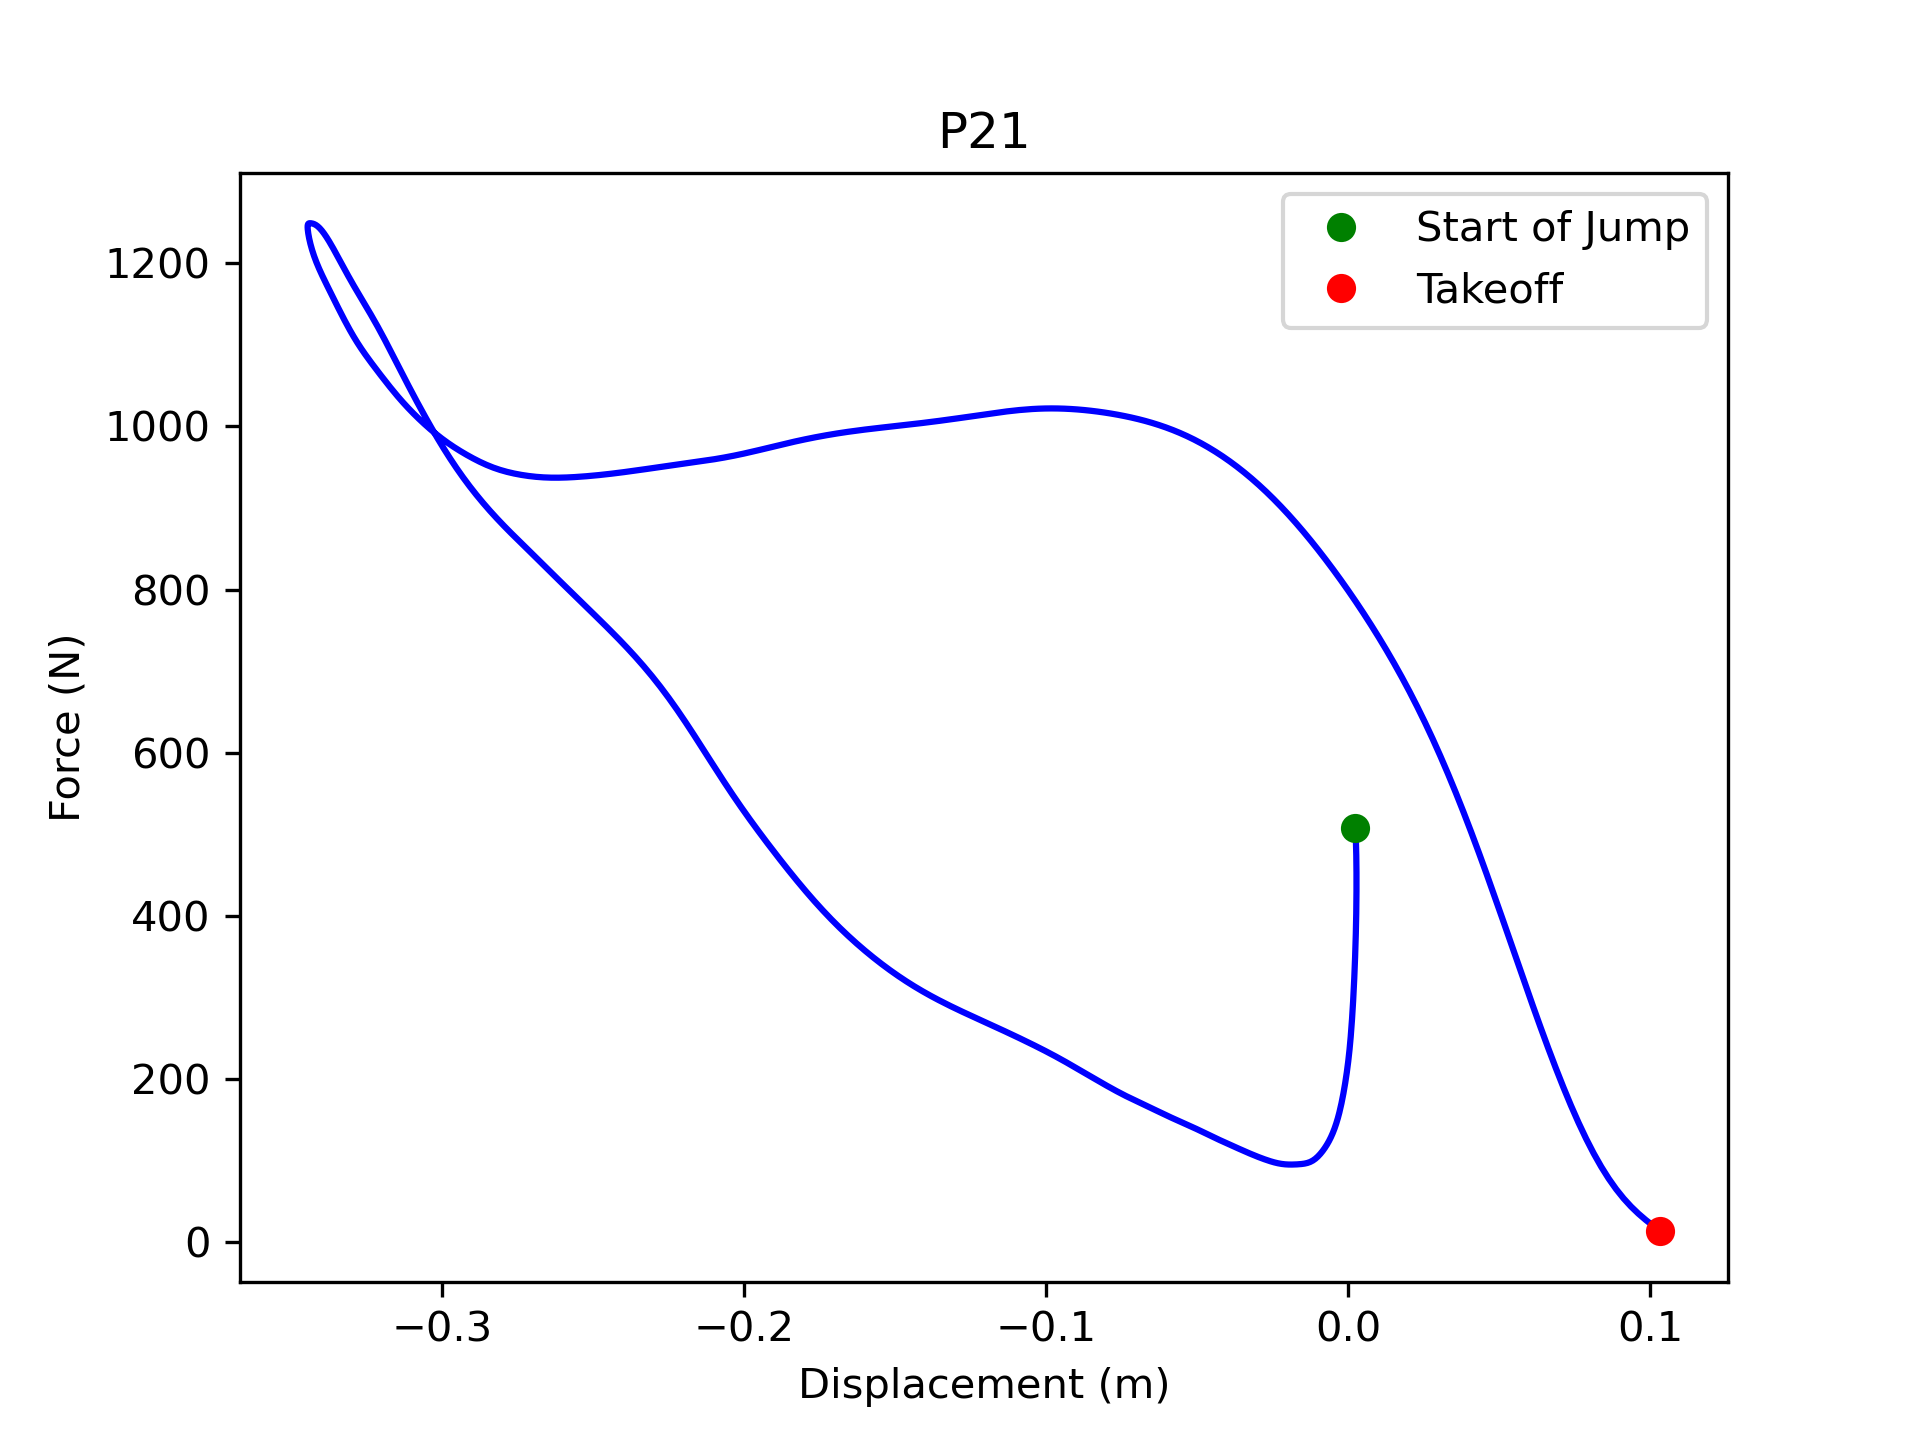 P21
Start of Jump
Takeoff
1200
1000
800
600
400
200
0
Force (N)
−0.3 −0.2 −0.1 0.0 0.1
Displacement (m)